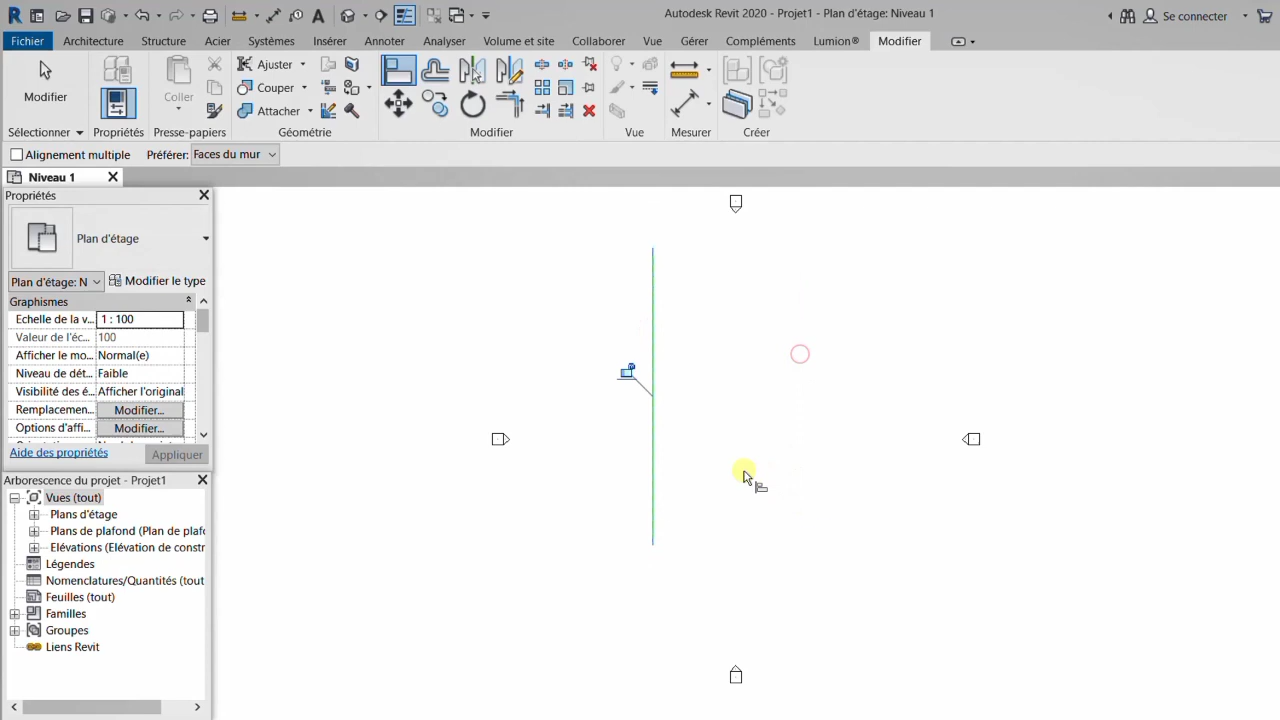 Autodesk Revit 2020 - Projet1 - Plan d'étage: Niveau 1
Se connecter
Fichier Architecture Structure Acier Systèmes Insérer Annoter Analyser Volume et site Collaborer Vue Gérer Compléments Lumion® Modifier
Modifier
Coller
Ajuster
Couper
Attacher
Sélectionner Propriétés Presse-papiers Géométrie Modifier Vue Mesurer Créer
Alignement multiple Préférer: Faces du mur
Niveau 1
Propriétés
Plan d'étage
Plan d'étage: N Modifier le type
Graphismes
Echelle de la v... 1 : 100
Valeur de l'éc... 100
Afficher le mo... Normal(e)
Niveau de dét... Faible
Visibilité des é... Afficher l'original
Remplacemen... Modifier...
Options d'affi... Modifier...
Aide des propriétés Appliquer
Arborescence du projet - Projet1
Vues (tout)
Plans d'étage
Plans de plafond (Plan de plafo
Elévations (Elévation de constr
Légendes
Nomenclatures/Quantités (tout
Feuilles (tout)
Familles
Groupes
Liens Revit